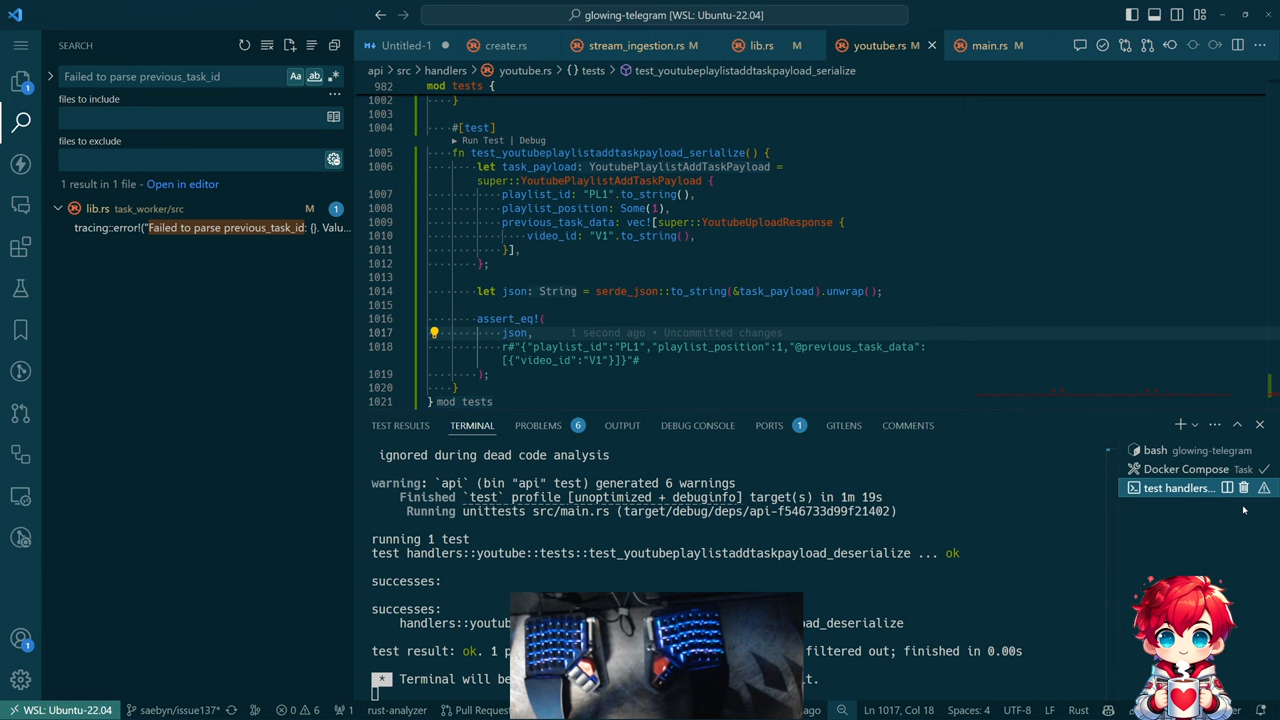 glowing-telegram [WSL: Ubuntu-22.04]
SEARCH
Untitled-1
create.rs
stream_ingestion.rs M
lib.rs M
youtube.rs M
main.rs M
Failed to parse previous_task_id
Aa ab
files to include
files to exclude
1 result in 1 file - Open in editor
lib.rs task_worker/src M 1
tracing::error!("Failed to parse previous_task_id: {}. Valu...
api > src > handlers > youtube.rs > {} tests > test_youtubeplaylistaddtaskpayload_serialize
982 mod tests {
1002 }
1003
1004 #[test]
Run Test | Debug
1005 fn test_youtubeplaylistaddtaskpayload_serialize() {
1006 let task_payload: YoutubePlaylistAddTaskPayload =
super::YoutubePlaylistAddTaskPayload {
1007 playlist_id: "PL1".to_string(),
1008 playlist_position: Some(1),
1009 previous_task_data: vec![super::YoutubeUploadResponse {
1010 video_id: "V1".to_string(),
1011 }],
1012 };
1013
1014 let json: String = serde_json::to_string(&task_payload).unwrap();
1015
1016 assert_eq!(
1017 json, 1 second ago • Uncommitted changes
1018 r#"{"playlist_id":"PL1","playlist_position":1,"@previous_task_data":
[{"video_id":"V1"}]}"#
1019 );
1020 }
1021 } mod tests
TEST RESULTS TERMINAL PROBLEMS 6 OUTPUT DEBUG CONSOLE PORTS 1 GITLENS COMMENTS
ignored during dead code analysis
warning: `api` (bin "api" test) generated 6 warnings
Finished `test` profile [unoptimized + debuginfo] target(s) in 1m 19s
Running unittests src/main.rs (target/debug/deps/api-f546733d99f21402)
running 1 test
test handlers::youtube::tests::test_youtubeplaylistaddtaskpayload_deserialize ... ok
successes:
successes:
handlers::youtu
d_deserialize
test result: ok. 1 p
filtered out; finished in 0.00s
* Terminal will be
t.
bash glowing-telegram
Docker Compose Task
test handlers...
WSL: Ubuntu-22.04
saebyn/issue137*
0 6
1
rust-analyzer
Pull Reques
ago
Ln 1017, Col 18
Spaces: 4
UTF-8
LF
Rust